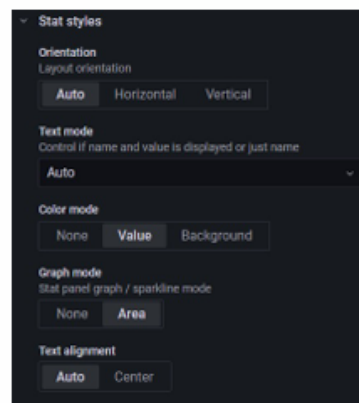 Stat styles
Orientation
Layout orientation
Auto Horizontal Vertical
Text mode
Control if name and value is displayed or just name
Auto
Color mode
None Value Background
Graph mode
Stat panel graph / sparkline mode
None Area
Text alignment
Auto Center